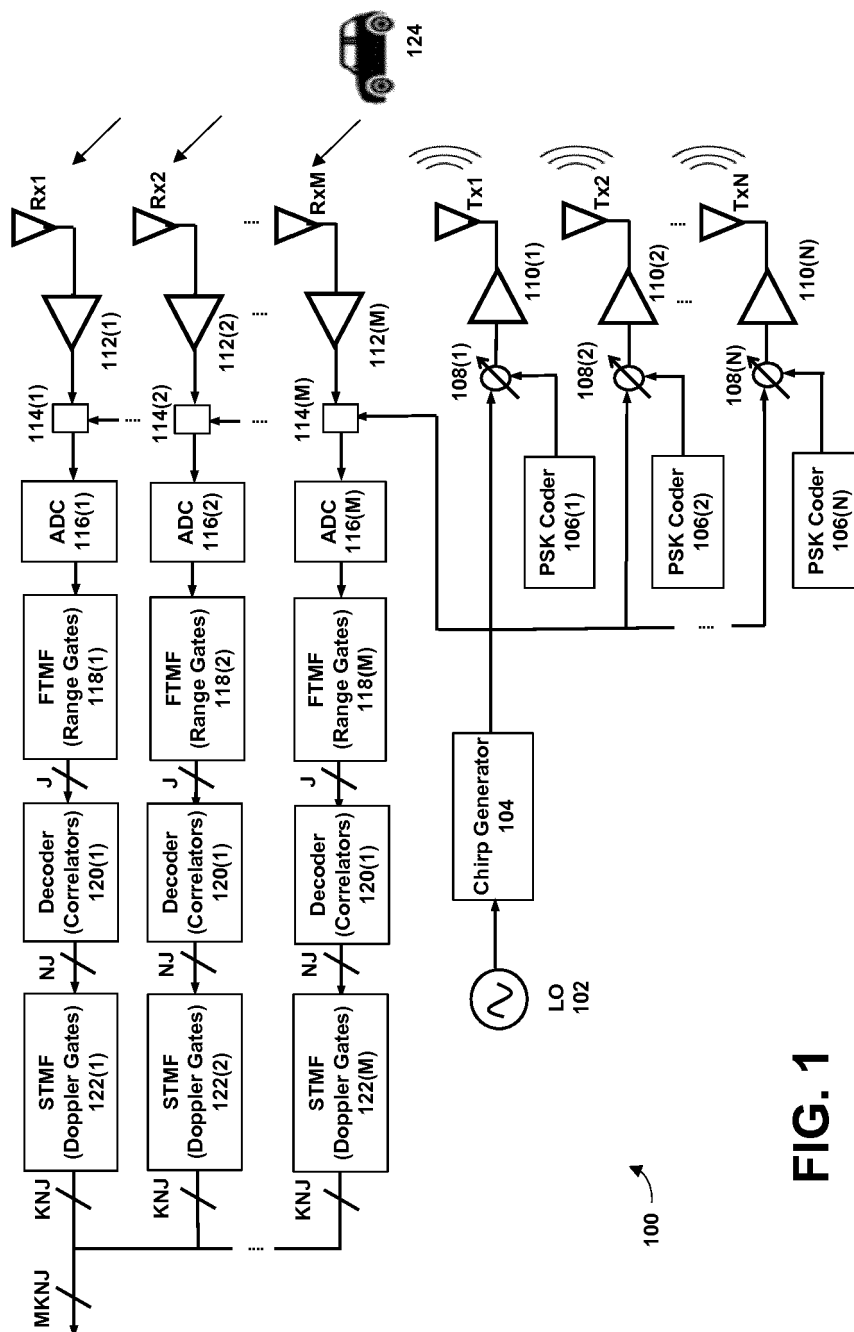 Rx1
112(1)
114(1)
ADC
116(1)
FTMF
(Range Gates)
118(1)
J
Decoder
(Correlators)
120(1)
NJ
STMF
(Doppler Gates)
122(1)
KNJ
MKNJ
Rx2
112(2)
114(2)
ADC
116(2)
FTMF
(Range Gates)
118(2)
J
Decoder
(Correlators)
120(1)
NJ
STMF
(Doppler Gates)
122(2)
KNJ
RxM
112(M)
114(M)
ADC
116(M)
FTMF
(Range Gates)
118(M)
J
Decoder
(Correlators)
120(1)
NJ
STMF
(Doppler Gates)
122(M)
KNJ
124
Tx1
110(1)
108(1)
PSK Coder
106(1)
Tx2
110(2)
108(2)
PSK Coder
106(2)
TxN
110(N)
108(N)
PSK Coder
106(N)
Chirp Generator
104
LO
102
100
FIG. 1